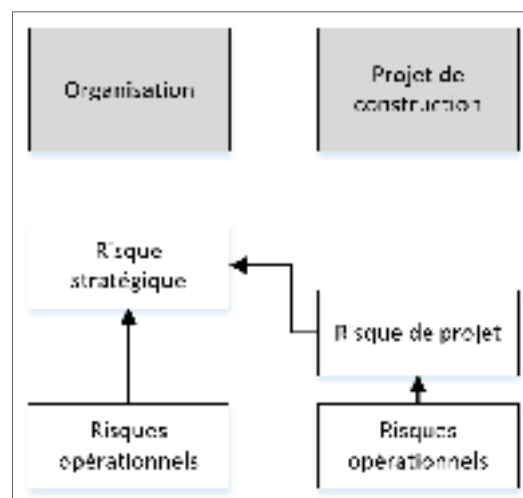 Organisation
Projet de
construction
Risque
stratégique
Risque de projet
Risques
opérationnels
Risques
opérationnels